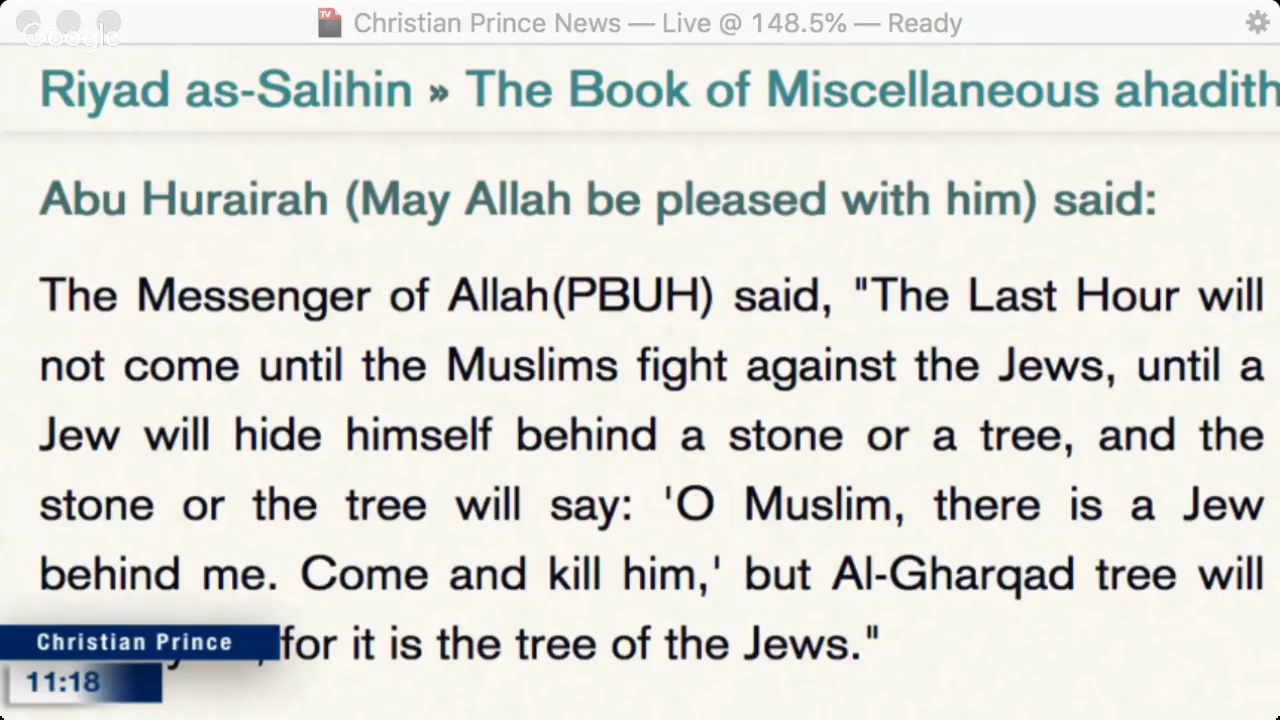 Christian Prince News — Live @ 148.5% — Ready
Google
Riyad as-Salihin » The Book of Miscellaneous ahadith
Abu Hurairah (May Allah be pleased with him) said:
The Messenger of Allah(PBUH) said, "The Last Hour will
not come until the Muslims fight against the Jews, until a
Jew will hide himself behind a stone or a tree, and the
stone or the tree will say: 'O Muslim, there is a Jew
behind me. Come and kill him,' but Al-Gharqad tree will
for it is the tree of the Jews."
Christian Prince
11:18
TV